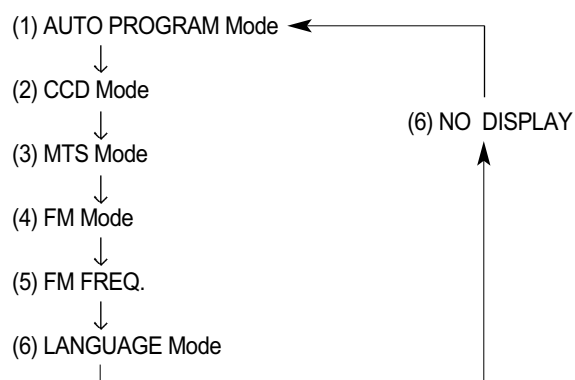 (1) AUTO PROGRAM Mode
(2) CCD Mode
(6) NO DISPLAY
(3) MTS Mode
(4) FM Mode
(5) FM FREQ.
(6) LANGUAGE Mode